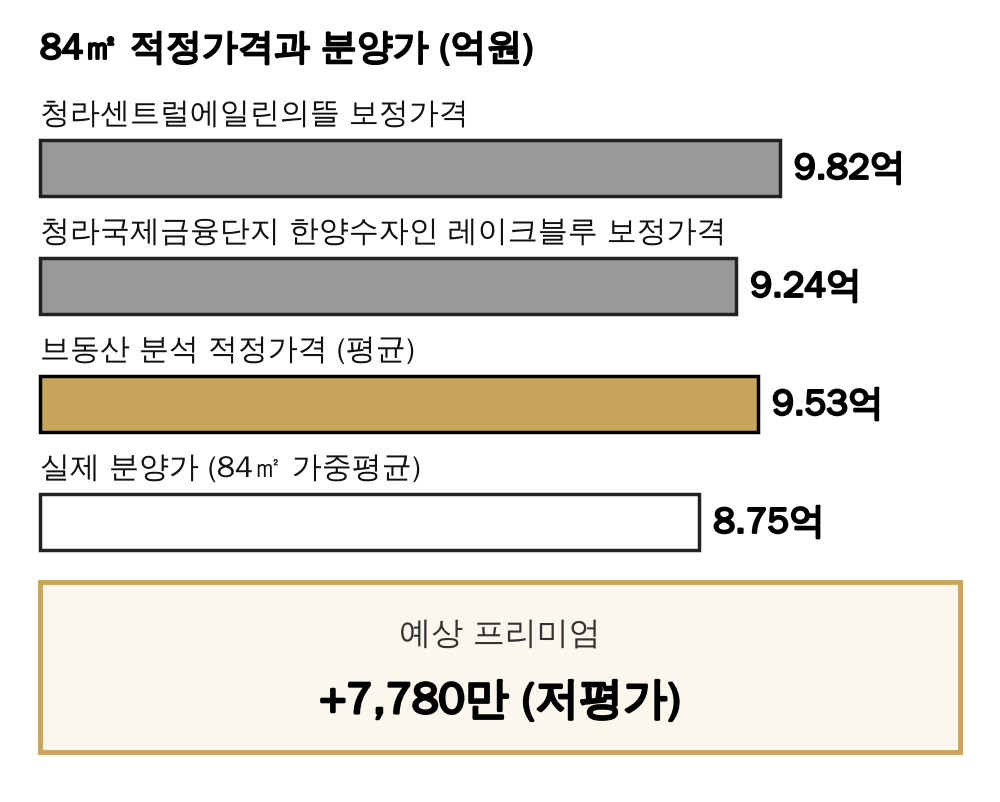 84㎡ 적정가격과 분양가 (억원)
청라센트럴에일린의뜰 보정가격
9.82억
청라국제금융단지 한양수자인 레이크블루 보정가격
9.24억
브동산 분석 적정가격 (평균)
9.53억
실제 분양가 (84㎡ 가중평균)
8.75억
예상 프리미엄
+7,780만 (저평가)